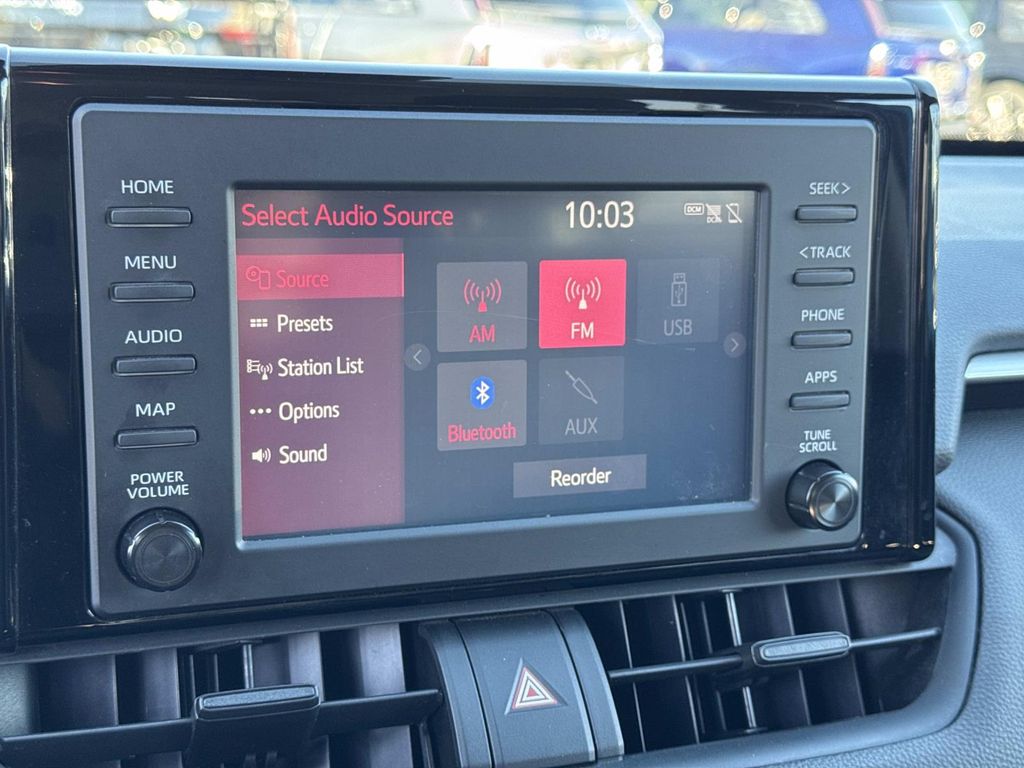 HOME
MENU
AUDIO
MAP
POWER
VOLUME
Select Audio Source
10:03
DCM
DCM
Source
Presets
Station List
Options
Sound
AM
FM
USB
Bluetooth
AUX
Reorder
SEEK>
<TRACK
PHONE
APPS
TUNE
SCROLL